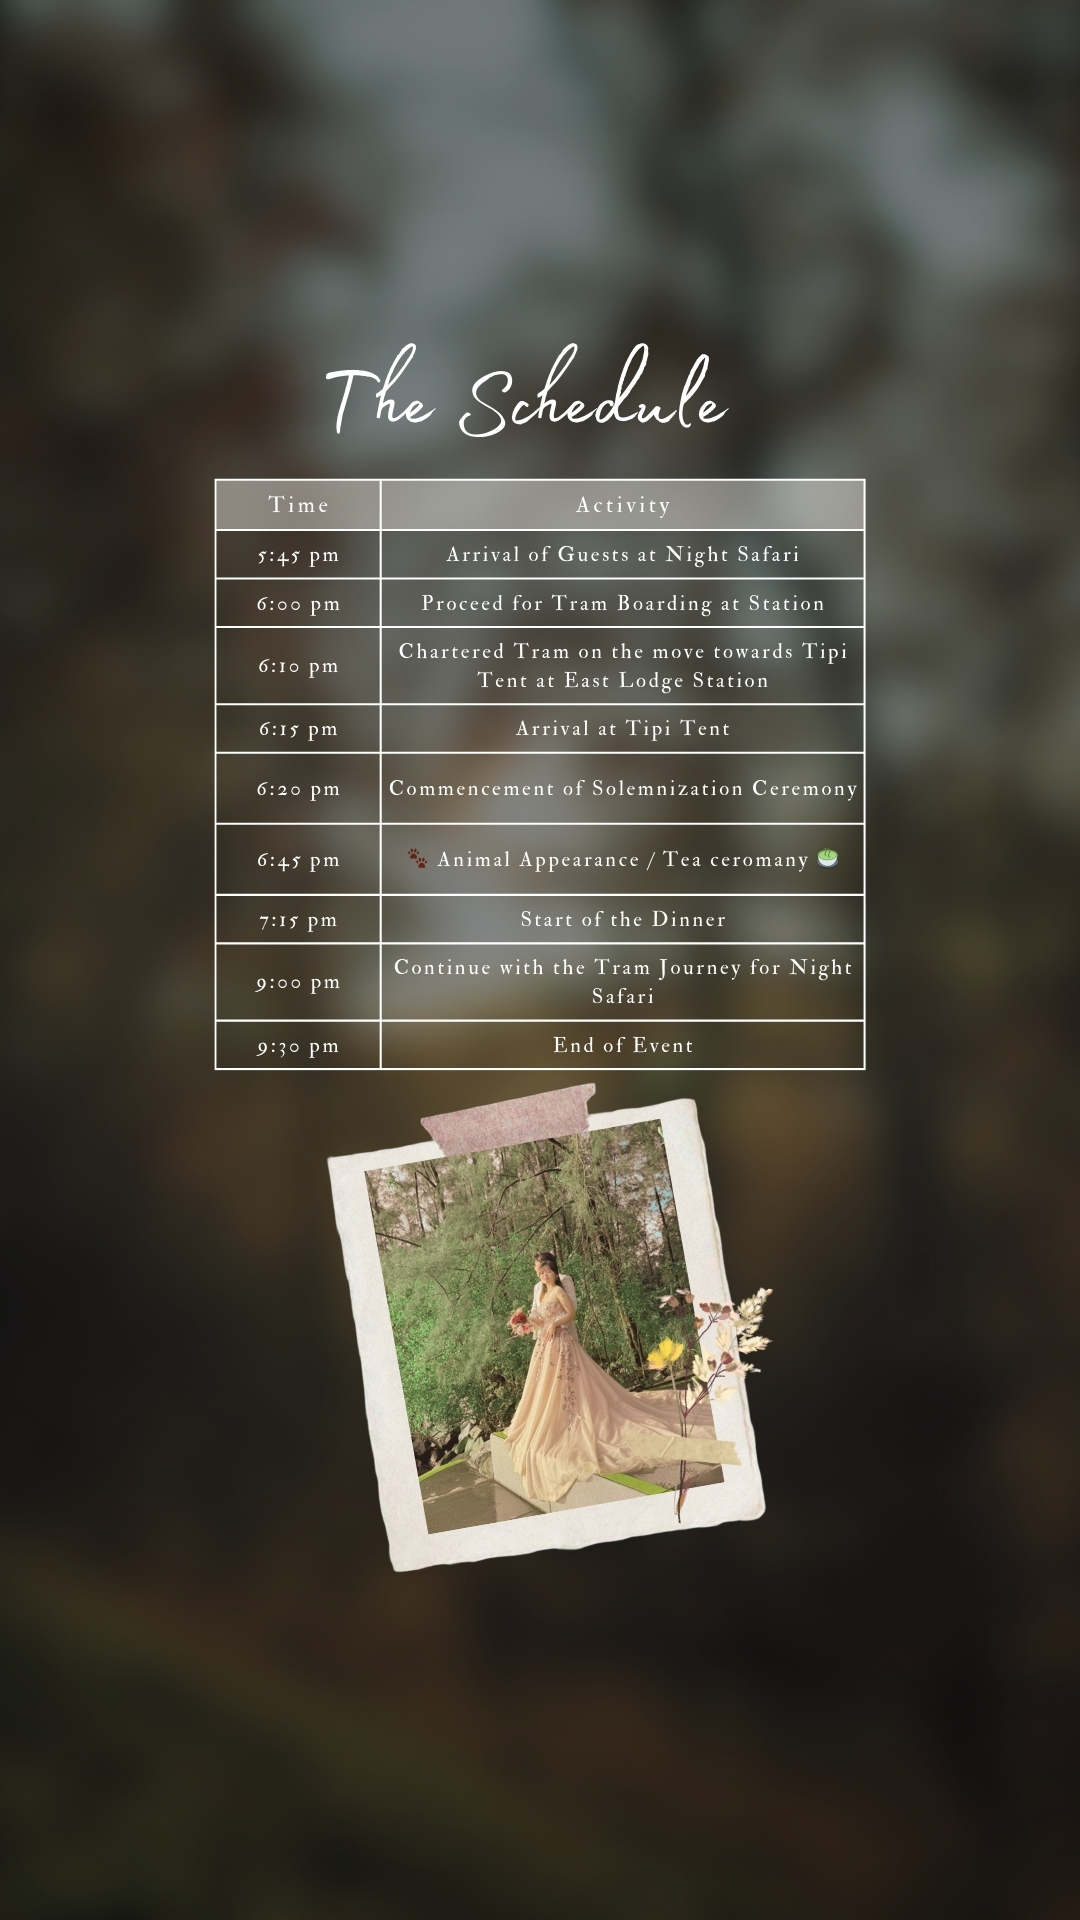 The Schedule
Time Activity
5:45 pm Arrival of Guests at Night Safari
6:00 pm Proceed for Tram Boarding at Station
6:10 pm Chartered Tram on the move towards Tipi
Tent at East Lodge Station
6:15 pm Arrival at Tipi Tent
6:20 pm Commencement of Solemnization Ceremony
6:45 pm 🐾 Animal Appearance / Tea ceromany 🍵
7:15 pm Start of the Dinner
9:00 pm Continue with the Tram Journey for Night
Safari
9:30 pm End of Event